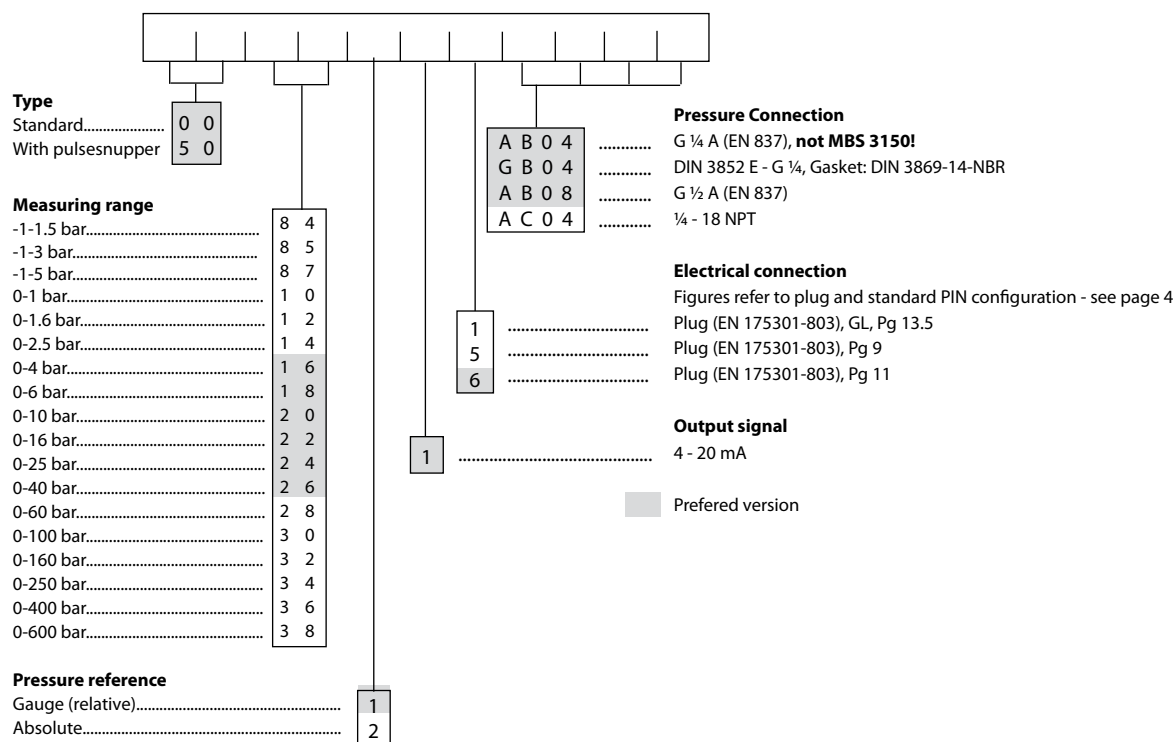 Type
Standard..................... 0 0
With pulsesnupper 5 0
Measuring range
-1-1.5 bar.................................................. 8 4
-1-3 bar.................................................. 8 5
-1-5 bar.................................................. 8 7
0-1 bar.................................................. 1 0
0-1.6 bar.................................................. 1 2
0-2.5 bar.................................................. 1 4
0-4 bar.................................................. 1 6
0-6 bar.................................................. 1 8
0-10 bar.................................................. 2 0
0-16 bar.................................................. 2 2
0-25 bar.................................................. 2 4
0-40 bar.................................................. 2 6
0-60 bar.................................................. 2 8
0-100 bar.................................................. 3 0
0-160 bar.................................................. 3 2
0-250 bar.................................................. 3 4
0-400 bar.................................................. 3 6
0-600 bar.................................................. 3 8
Pressure reference
Gauge (relative).................................................. 1
Absolute.................................................. 2
Pressure Connection
A B 0 4 ............ G ¼ A (EN 837), not MBS 3150!
G B 0 4 ............ DIN 3852 E - G ¼, Gasket: DIN 3869-14-NBR
A B 0 8 ............ G ½ A (EN 837)
A C 0 4 ............ ¼ - 18 NPT
Electrical connection
Figures refer to plug and standard PIN configuration - see page 4
1 ................................ Plug (EN 175301-803), GL, Pg 13.5
5 ................................ Plug (EN 175301-803), Pg 9
6 ................................ Plug (EN 175301-803), Pg 11
Output signal
1 ............................................ 4 - 20 mA
Prefered version